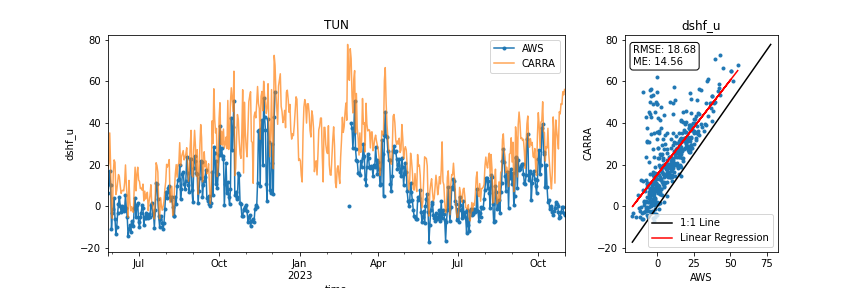 TUN
dshf_u
80
60
40
20
0
−20
dshf_u
AWS
CARRA
Jul
Oct
Jan
2023
Apr
Jul
Oct
time
80
60
40
20
0
−20
CARRA
RMSE: 18.68
ME: 14.56
1:1 Line
Linear Regression
0
25
50
75
AWS